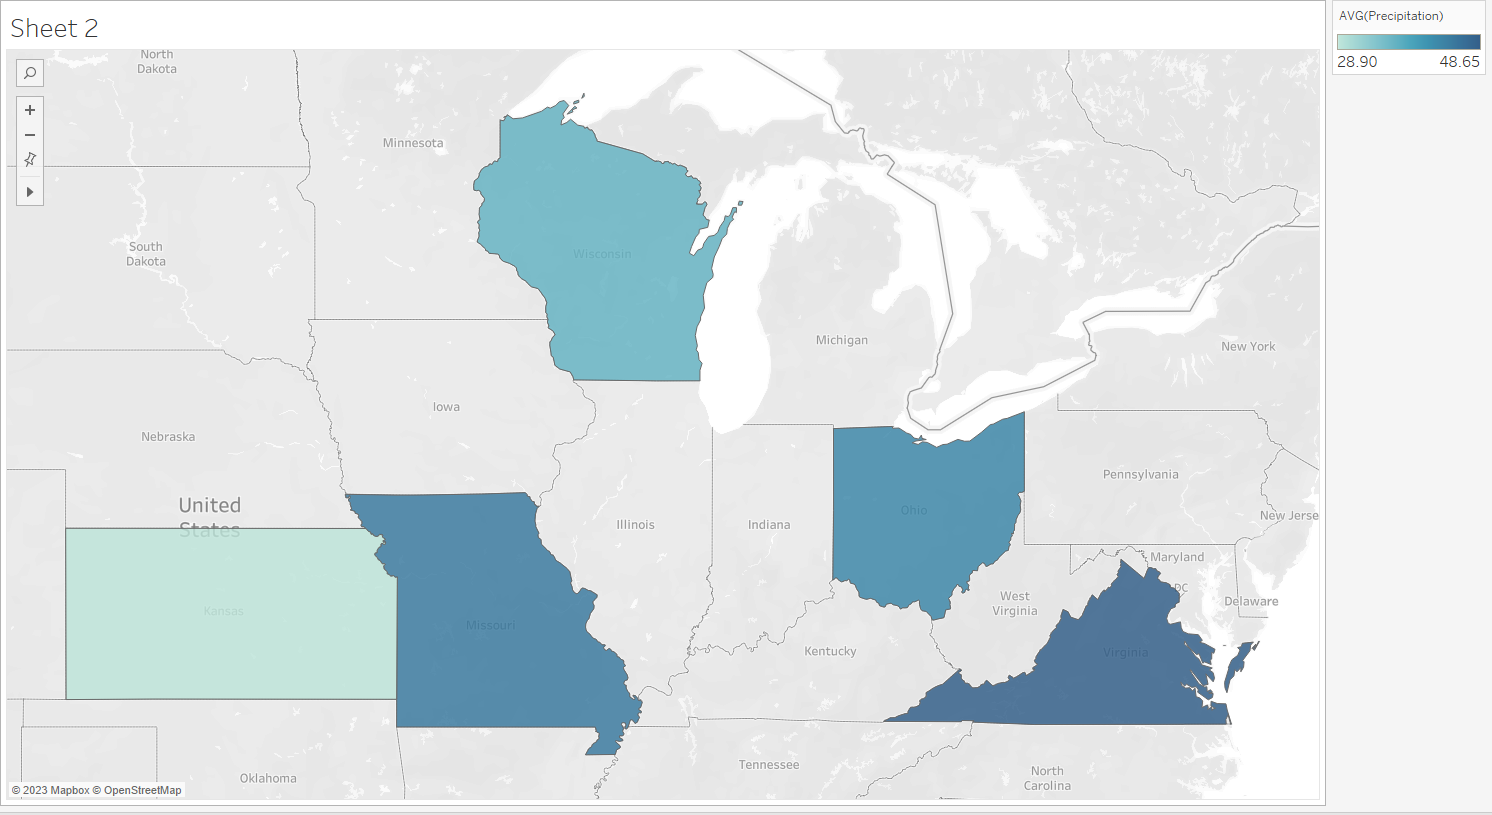 Sheet 2
AVG(Precipitation)
28.90
48.65
North
Dakota
Minnesota
South
Dakota
Wisconsin
Michigan
New York
Iowa
Nebraska
Pennsylvania
United
States
Illinois
Indiana
Ohio
New Jerse
Maryland
DC
West
Virginia
Delaware
Kansas
Missouri
Kentucky
Virginia
Tennessee
Oklahoma
North
Carolina
© 2023 Mapbox © OpenStreetMap